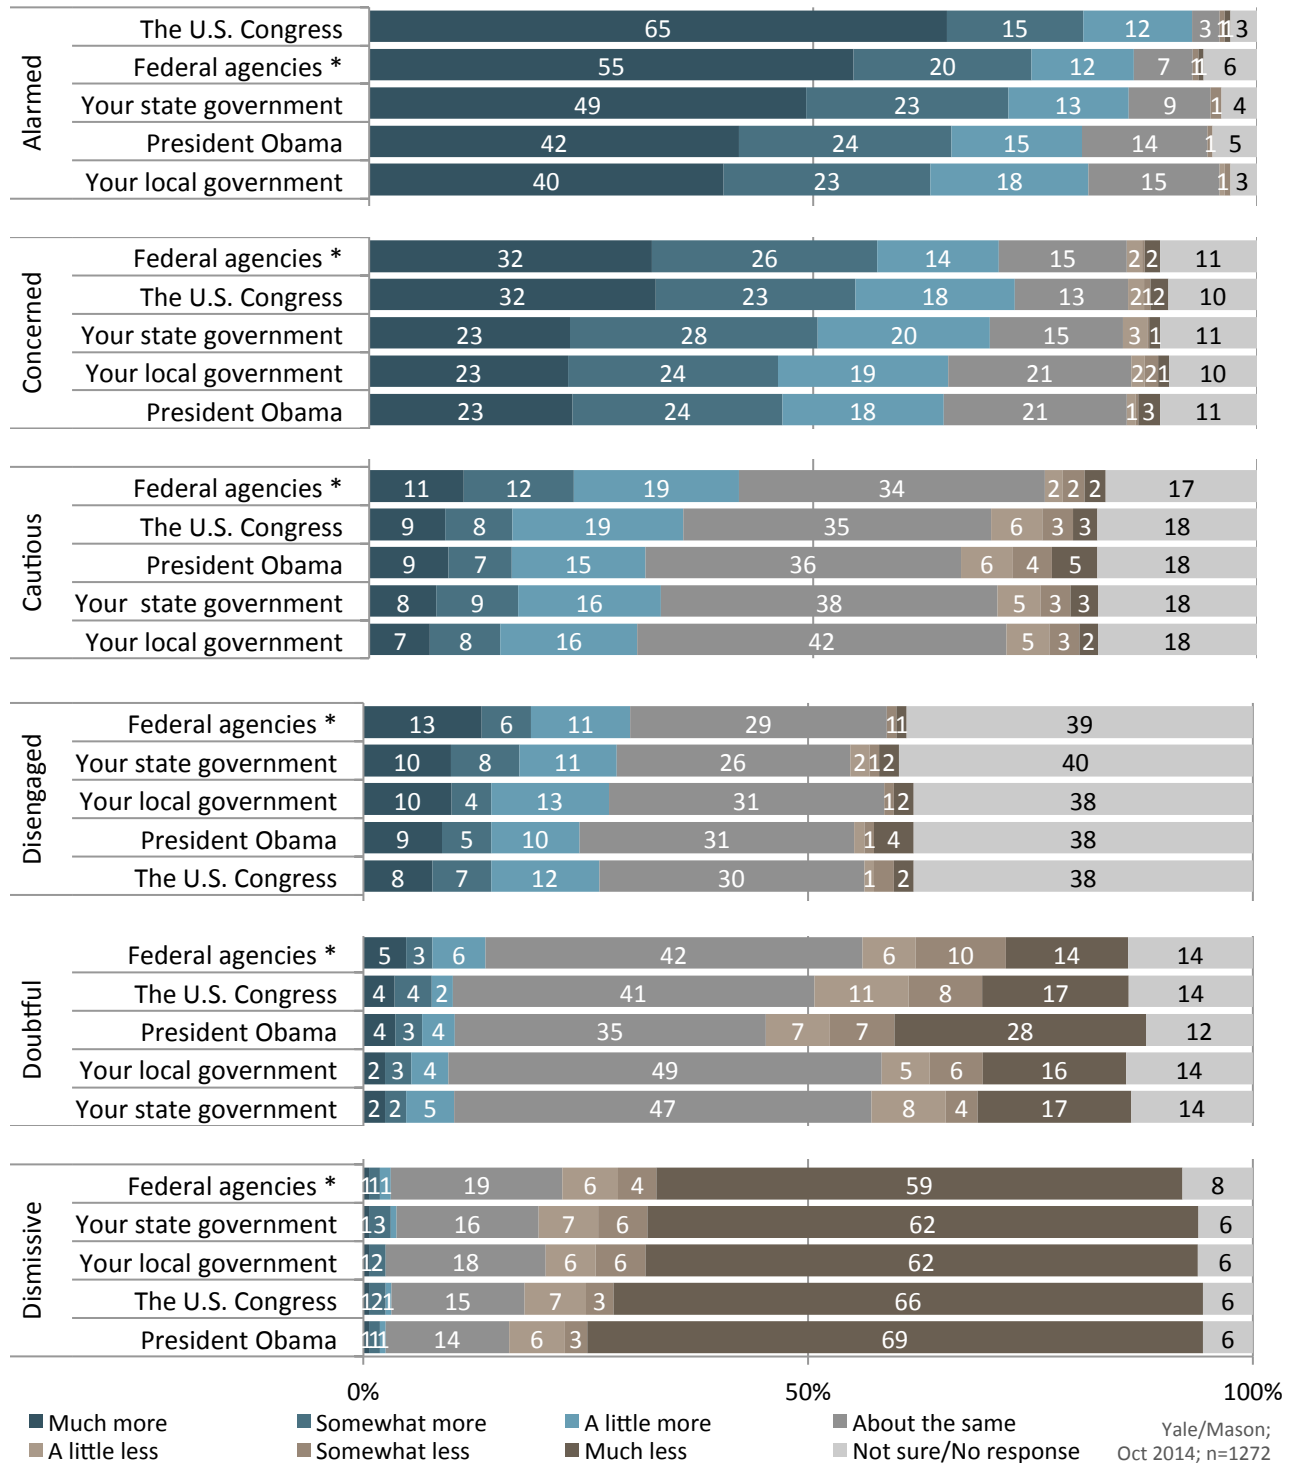 Alarmed
The U.S. Congress 65 15 12 3 1 1 3
Federal agencies * 55 20 12 7 1 1 6
Your state government 49 23 13 9 1 4
President Obama 42 24 15 14 1 5
Your local government 40 23 18 15 1 3
Concerned
Federal agencies * 32 26 14 15 2 2 11
The U.S. Congress 32 23 18 13 2 1 2 10
Your state government 23 28 20 15 3 1 11
Your local government 23 24 19 21 2 2 1 10
President Obama 23 24 18 21 1 3 11
Cautious
Federal agencies * 11 12 19 34 2 2 2 17
The U.S. Congress 9 8 19 35 6 3 3 18
President Obama 9 7 15 36 6 4 5 18
Your state government 8 9 16 38 5 3 3 18
Your local government 7 8 16 42 5 3 2 18
Disengaged
Federal agencies * 13 6 11 29 1 1 39
Your state government 10 8 11 26 2 1 2 40
Your local government 10 4 13 31 1 2 38
President Obama 9 5 10 31 1 4 38
The U.S. Congress 8 7 12 30 1 2 38
Doubtful
Federal agencies * 5 3 6 42 6 10 14 14
The U.S. Congress 4 4 2 41 11 8 17 14
President Obama 4 3 4 35 7 7 28 12
Your local government 2 3 4 49 5 6 16 14
Your state government 2 2 5 47 8 4 17 14
Dismissive
Federal agencies * 1 1 1 19 6 4 59 8
Your state government 1 3 16 7 6 62 6
Your local government 1 2 18 6 6 62 6
The U.S. Congress 1 2 1 15 7 3 66 6
President Obama 1 1 1 14 6 3 69 6
0% 50% 100%
Much more Somewhat more A little more About the same
A little less Somewhat less Much less Not sure/No response
Yale/Mason;
Oct 2014; n=1272